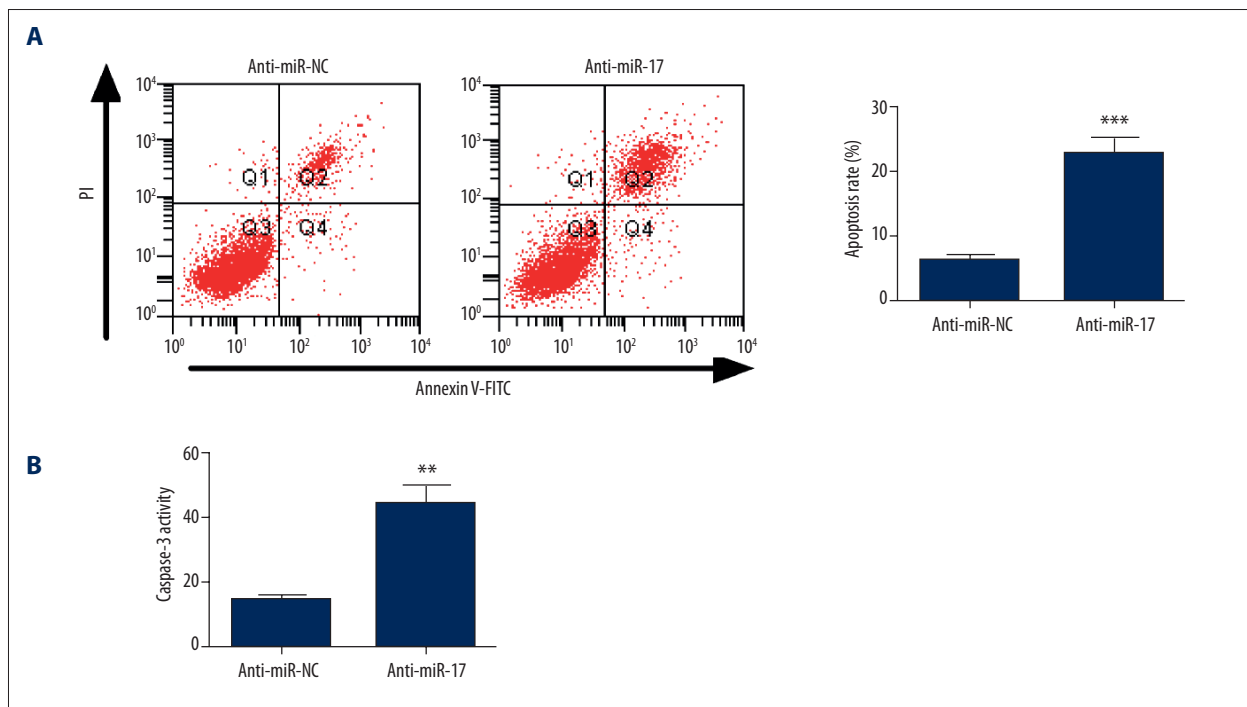 A
Anti-miR-NC
Anti-miR-17
PI
10⁴
10³
10²
10¹
10⁰
Q1
Q2
Q3
Q4
10⁰ 10¹ 10² 10³ 10⁴
10⁴
10³
10²
10¹
10⁰
Q1
Q2
Q3
Q4
10⁰ 10¹ 10² 10³ 10⁴
Annexin V-FITC
Apoptosis rate (%)
30
20
10
0
***
Anti-miR-NC
Anti-miR-17
B
Caspase-3 activity
60
40
20
0
**
Anti-miR-NC
Anti-miR-17